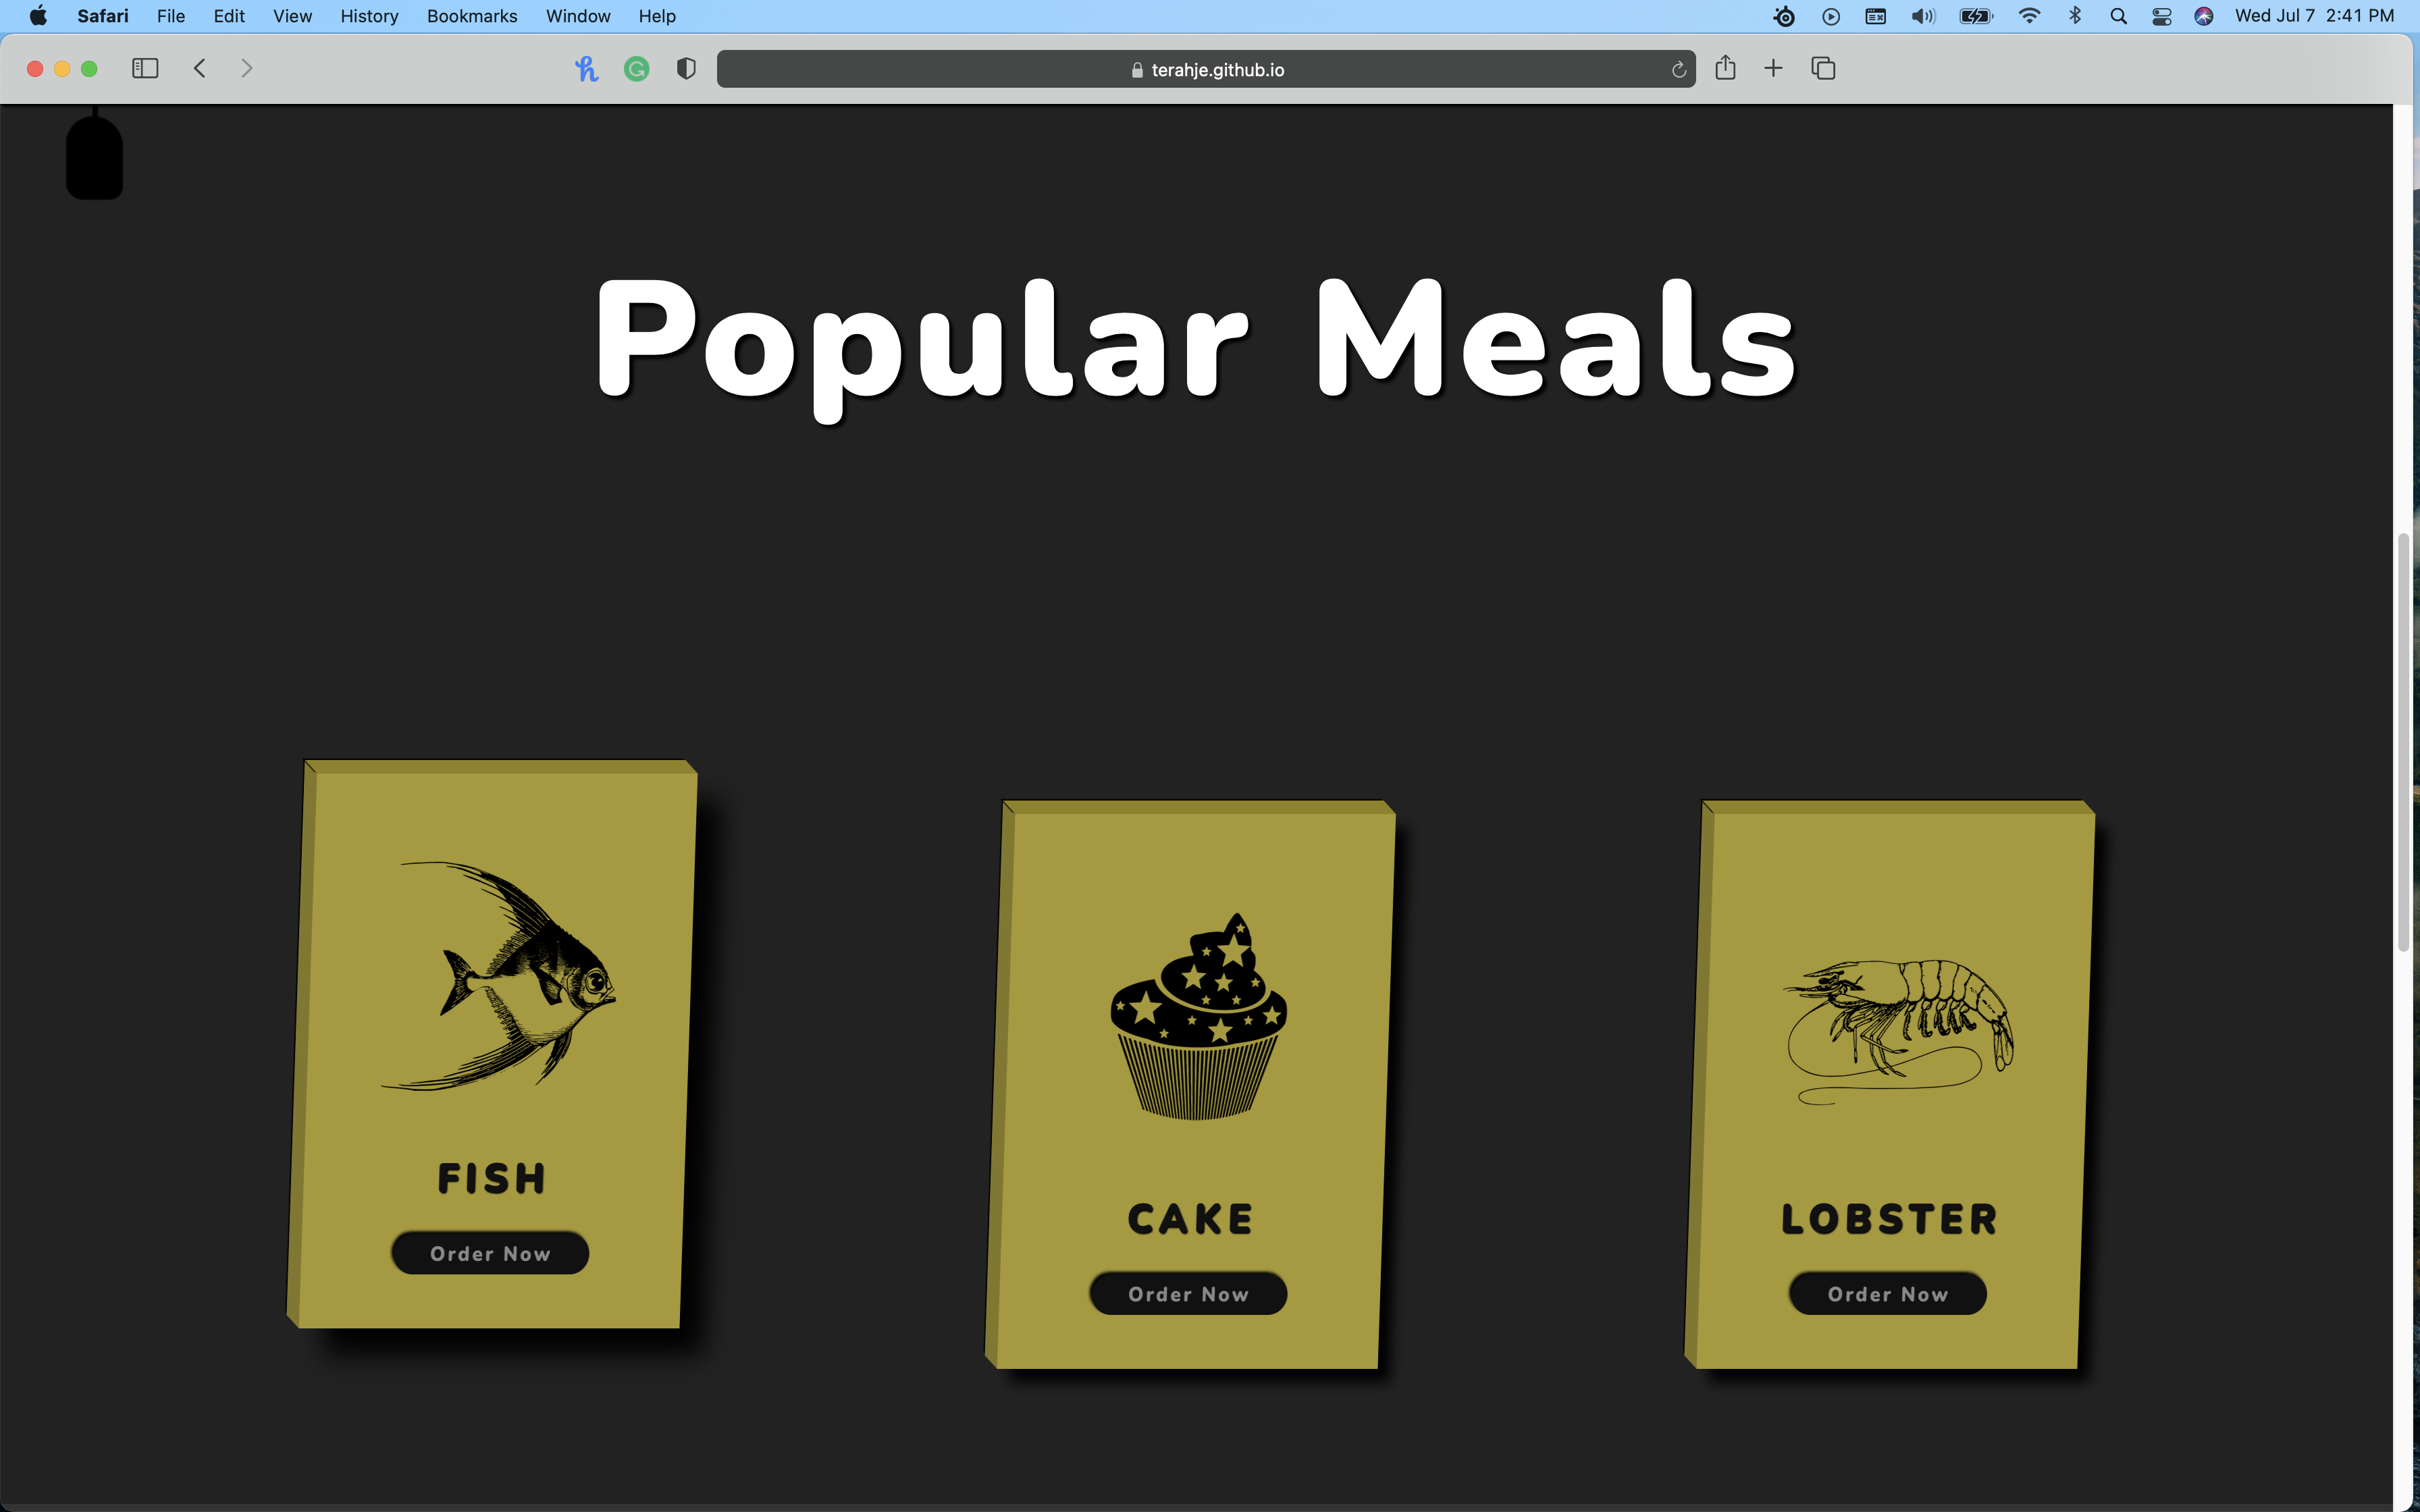 Safari File Edit View History Bookmarks Window Help Wed Jul 7 2:41 PM
terahje.github.io
Popular Meals
FISH
Order Now
CAKE
Order Now
LOBSTER
Order Now